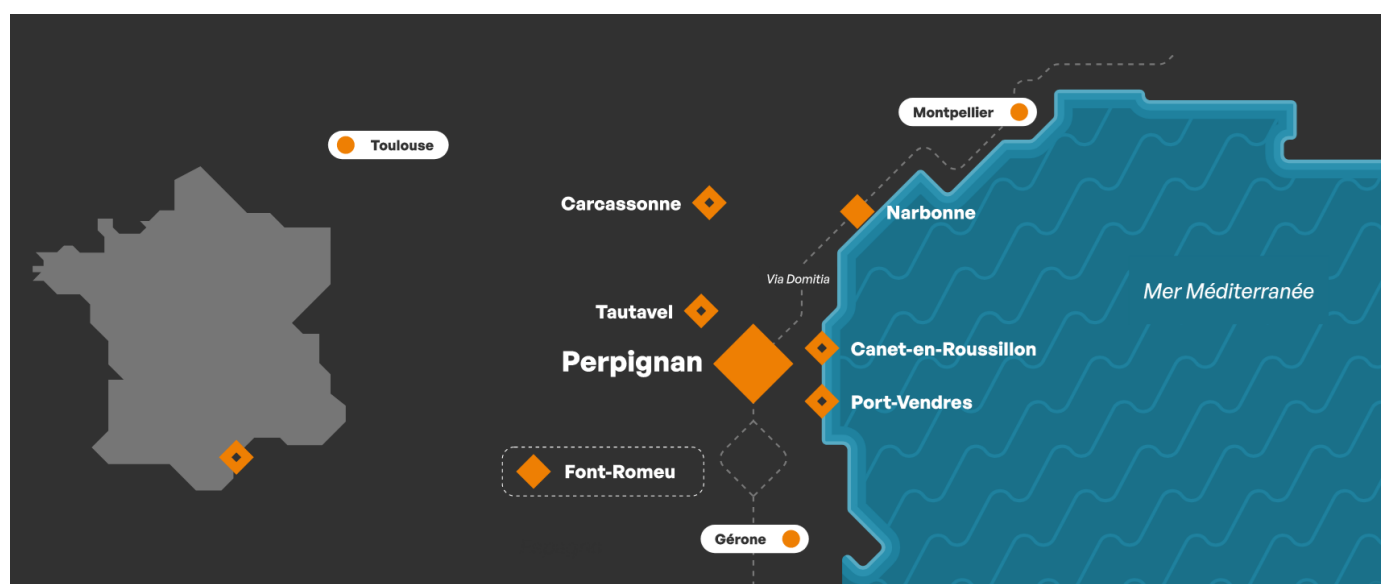 Montpellier
Toulouse
Carcassonne
Narbonne
Via Domitia
Mer Méditerranée
Tautavel
Canet-en-Roussillon
Perpignan
Port-Vendres
Font-Romeu
Gérone